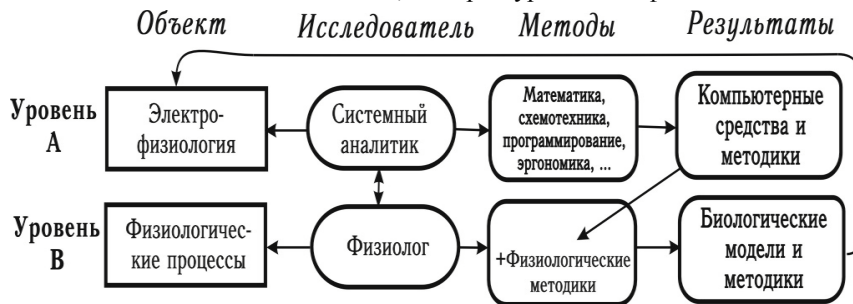 Объект Исследователь Методы Результаты
Уровень
А
Электро-
физиология
Системный
аналитик
Математика,
схемотехника,
программирование,
эргономика, ...
Компьютерные
средства и
методики
Уровень
В
Физиологичес-
кие процессы
Физиолог
+Физиологические
методики
Биологические
модели и
методики